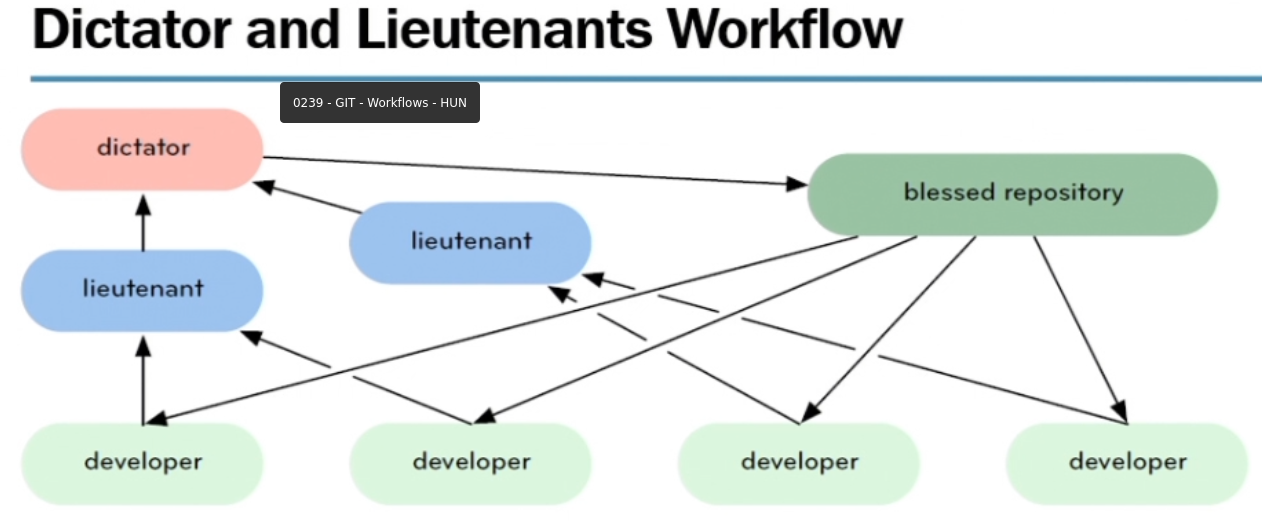 Dictator and Lieutenants Workflow
0239 - GIT - Workflows - HUN
dictator
blessed repository
lieutenant
lieutenant
developer
developer
developer
developer